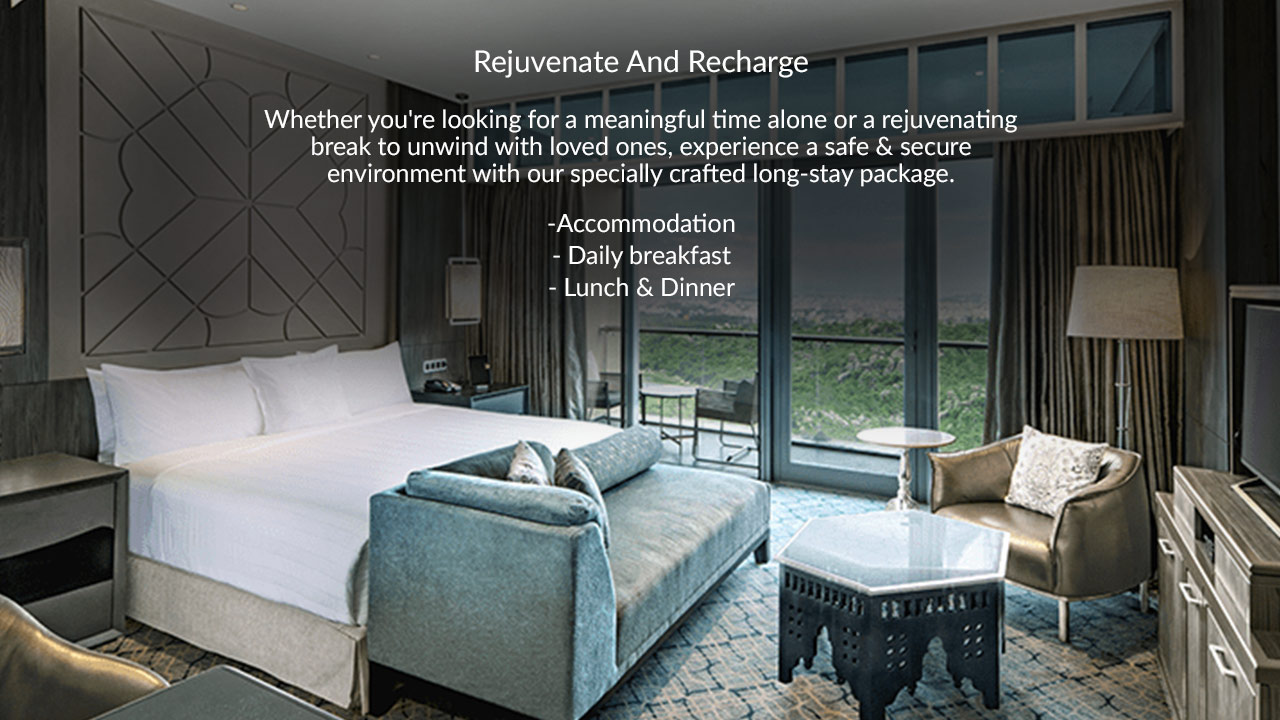 Rejuvenate And Recharge
Whether you're looking for a meaningful time alone or a rejuvenating
break to unwind with loved ones, experience a safe & secure
environment with our specially crafted long-stay package.
-Accommodation
- Daily breakfast
- Lunch & Dinner